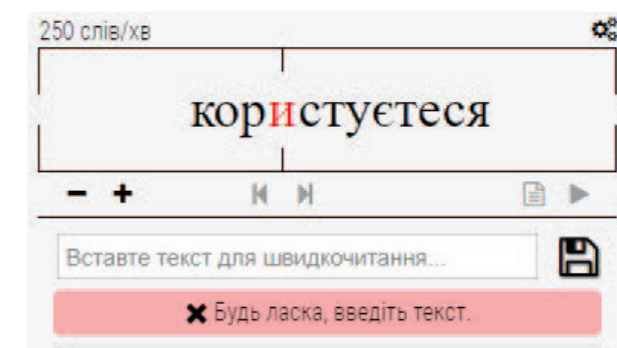 250 слів/хв
користуєтеся
Вставте текст для швидкочитання...
Будь ласка, введіть текст.